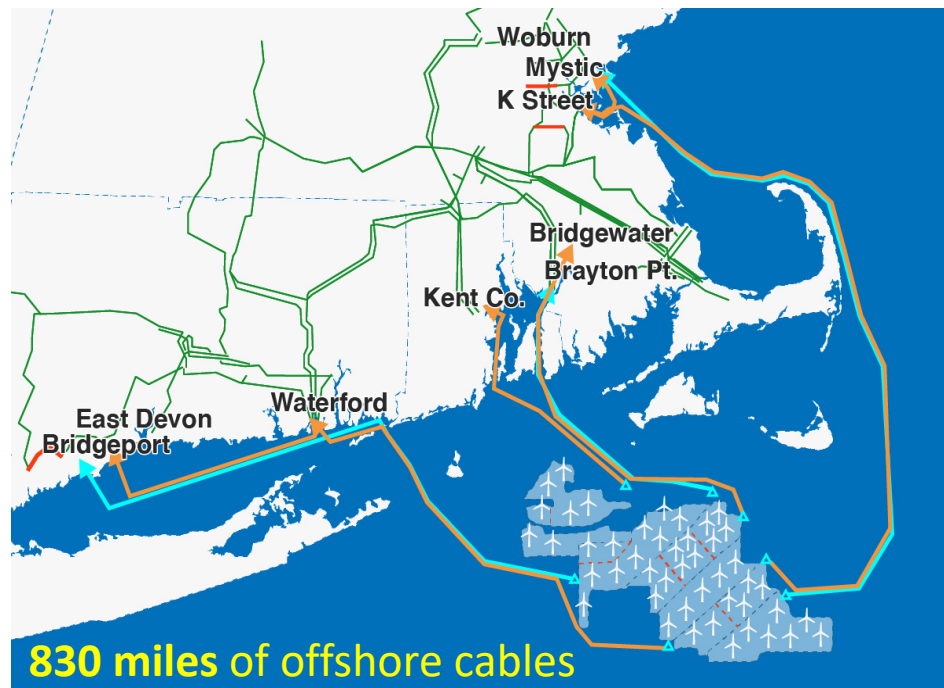 Woburn
Mystic
K Street
Bridgewater
Brayton Pt.
Kent Co.
Waterford
East Devon
Bridgeport
830 miles of offshore cables